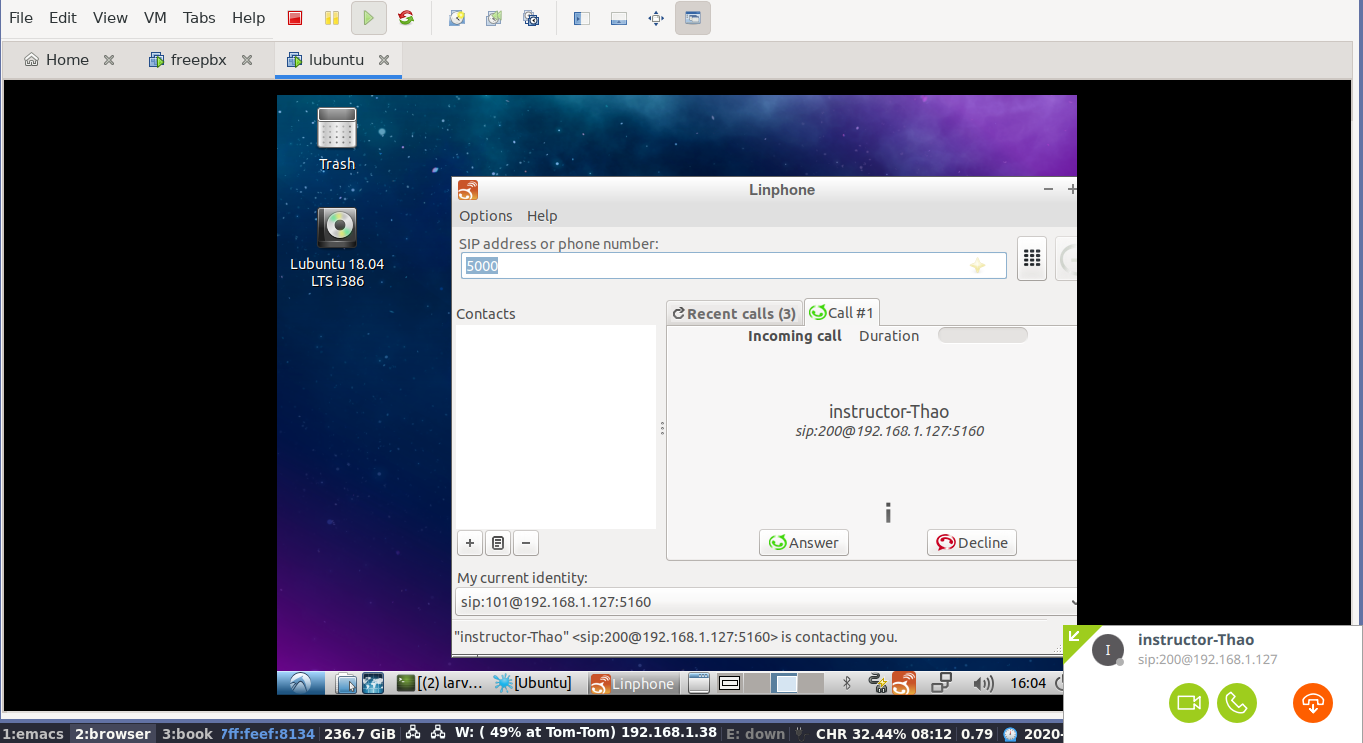 File Edit View VM Tabs Help
Home freepbx lubuntu
Trash
Lubuntu 18.04
LTS i386
Linphone
Options Help
SIP address or phone number:
5000
Contacts
Recent calls (3) Call #1
Incoming call Duration
instructor-Thao
sip:200@192.168.1.127:5160
i
Answer Decline
My current identity:
sip:101@192.168.1.127:5160
"instructor-Thao" <sip:200@192.168.1.127:5160> is contacting you.
[(2) larv... [Ubuntu] Linphone 16:04
I
instructor-Thao
sip:200@192.168.1.127
1:emacs 2:browser 3:book 7ff:feef:8134 236.7 GiB W: ( 49% at Tom-Tom) 192.168.1.38 E: down CHR 32.44% 08:12 0.79 2020-